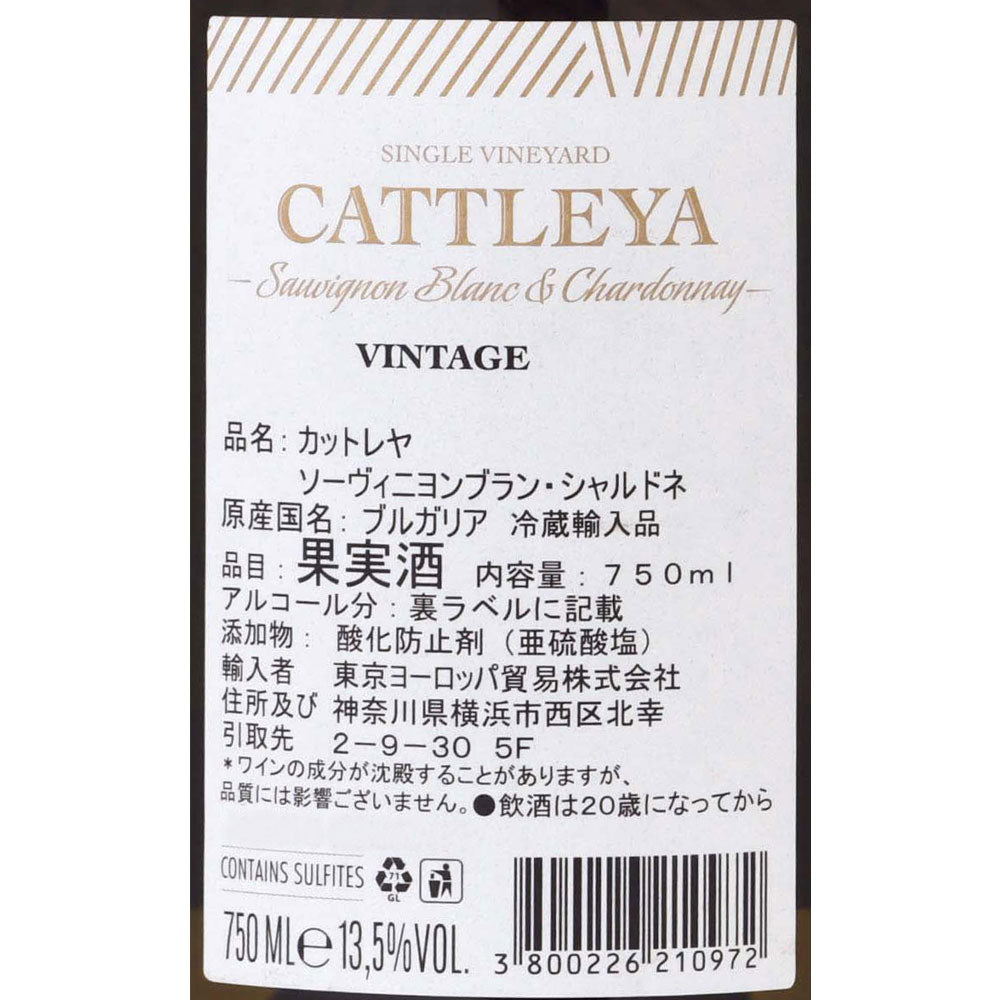 SINGLE VINEYARD
CATTLEYA
Sauvignon Blanc & Chardonnay
VINTAGE
品名：カットレヤ
ソーヴィニヨンブラン・シャルドネ
原産国名：ブルガリア 冷蔵輸入品
品目：果実酒 内容量：７５０ｍｌ
アルコール分：裏ラベルに記載
添加物： 酸化防止剤（亜硫酸塩）
輸入者 東京ヨーロッパ貿易株式会社
住所及び 神奈川県横浜市西区北幸
引取先 ２－９－３０ ５Ｆ
*ワインの成分が沈殿することがありますが、
品質には影響ございません。●飲酒は20歳になってから
CONTAINS SULFITES 71 GL
750 ML e 13,5%VOL.
3 800226 210972